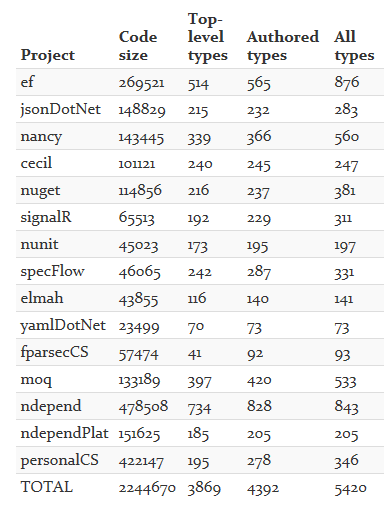 Project Code size Top-level types Authored types All types
ef 269521 514 565 876
jsonDotNet 148829 215 232 283
nancy 143445 339 366 560
cecil 101121 240 245 247
nuget 114856 216 237 381
signalR 65513 192 229 311
nunit 45023 173 195 197
specFlow 46065 242 287 331
elmah 43855 116 140 141
yamlDotNet 23499 70 73 73
fparsecCS 57474 41 92 93
moq 133189 397 420 533
ndepend 478508 734 828 843
ndependPlat 151625 185 205 205
personalCS 422147 195 278 346
TOTAL 2244670 3869 4392 5420